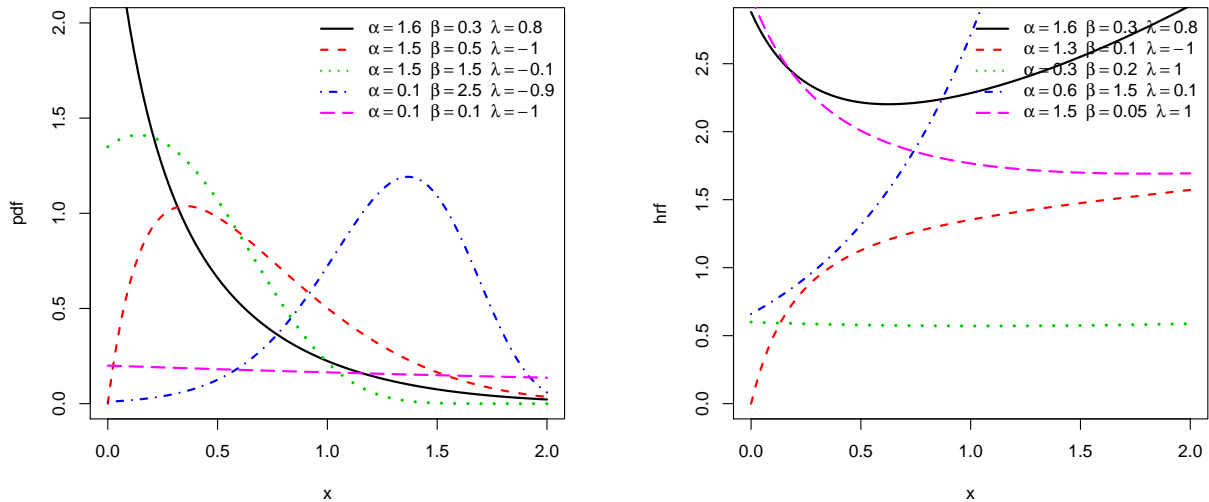 α = 1.6 β = 0.3 λ = 0.8
α = 1.5 β = 0.5 λ = −1
α = 1.5 β = 1.5 λ = −0.1
α = 0.1 β = 2.5 λ = −0.9
α = 0.1 β = 0.1 λ = −1
pdf
2.0
1.5
1.0
0.5
0.0
0.0 0.5 1.0 1.5 2.0
x
α = 1.6 β = 0.3 λ = 0.8
α = 1.3 β = 0.1 λ = −1
α = 0.3 β = 0.2 λ = 1
α = 0.6 β = 1.5 λ = 0.1
α = 1.5 β = 0.05 λ = 1
hrf
2.5
2.0
1.5
1.0
0.5
0.0
0.0 0.5 1.0 1.5 2.0
x